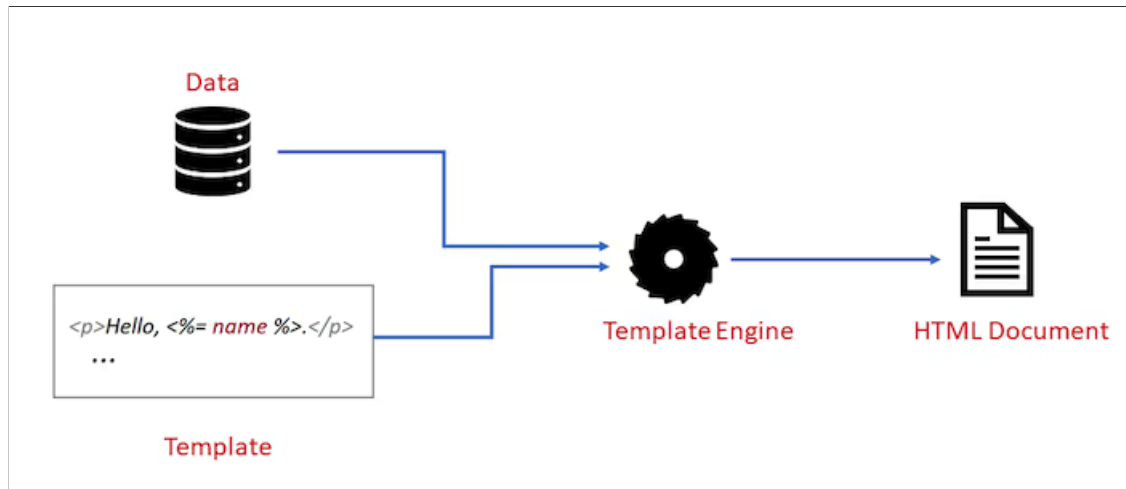 Data
<p>Hello, <%= name %>.</p>
...
Template
Template Engine
HTML Document